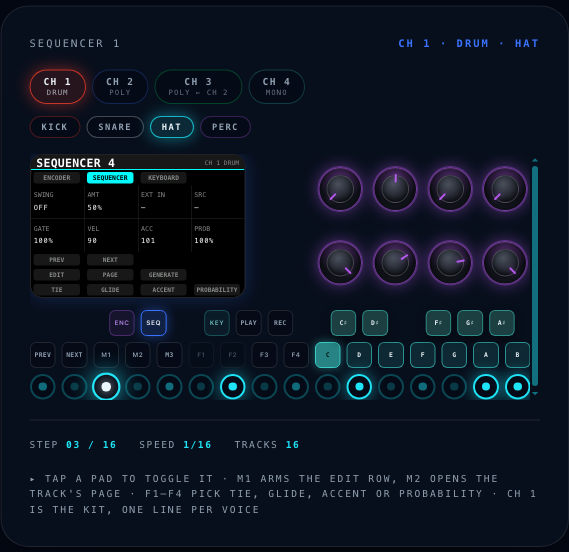 SEQUENCER 1
CH 1 · DRUM · HAT
CH 1 CH 2 CH 3 CH 4
DRUM POLY POLY ← CH 2 MONO
KICK SNARE HAT PERC
SEQUENCER 4 CH 1 DRUM
ENCODER SEQUENCER KEYBOARD
SWING AMT EXT IN SRC
OFF 50% — —
GATE VEL ACC PROB
100% 90 101 100%
PREV NEXT
EDIT PAGE GENERATE
TIE GLIDE ACCENT PROBABILITY
ENC SEQ KEY PLAY REC C♯ D♯ F♯ G♯ A♯
PREV NEXT M1 M2 M3 F1 F2 F3 F4 C D E F G A B
STEP 03 / 16 SPEED 1/16 TRACKS 16
▸ TAP A PAD TO TOGGLE IT · M1 ARMS THE EDIT ROW, M2 OPENS THE
TRACK'S PAGE · F1—F4 PICK TIE, GLIDE, ACCENT OR PROBABILITY · CH 1
IS THE KIT, ONE LINE PER VOICE